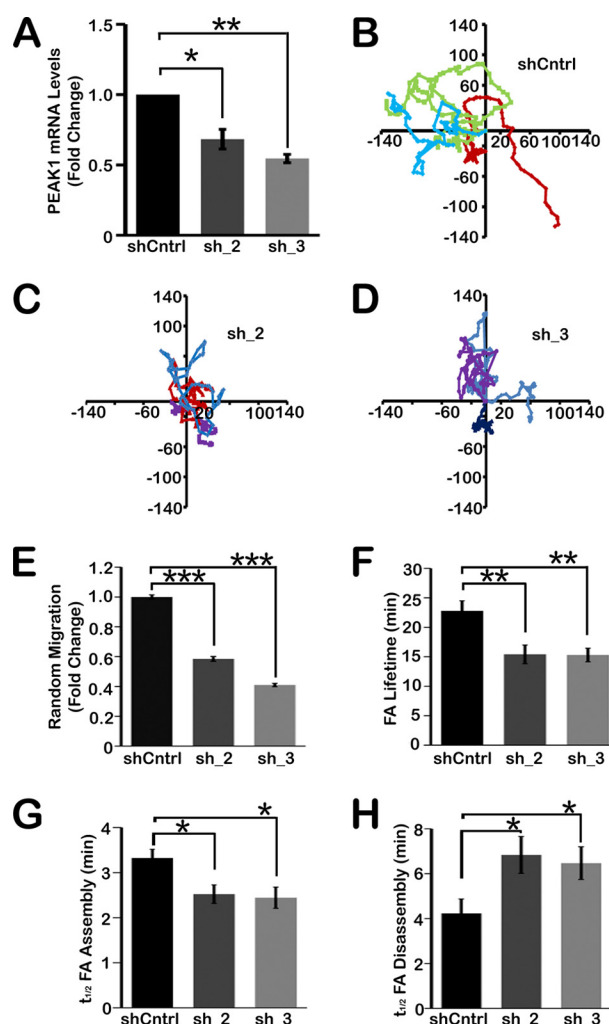 A
PEAK1 mRNA Levels
(Fold Change)
1.5
1.0
0.5
0
*
**
shCntrl sh_2 sh_3
B
shCntrl
140
100
60
-140 -60 20 60 100 140
-60
-100
-140
C
sh_2
140
100
-140 -60 20 100 140
-60
-100
-140
D
sh_3
140
-140 -60 20 100 140
-60
-100
-140
E
Random Migration
(Fold Change)
1.2
1.0
0.8
0.6
0.4
0.2
0
***
***
shCntrl sh_2 sh_3
F
FA Lifetime (min)
30
25
20
15
10
5
0
**
**
shCntrl sh_2 sh_3
G
t1/2 FA Assembly (min)
4
3
2
1
0
*
*
shCntrl sh_2 sh_3
H
t1/2 FA Disassembly (min)
8
6
4
2
0
*
*
shCntrl sh_2 sh_3